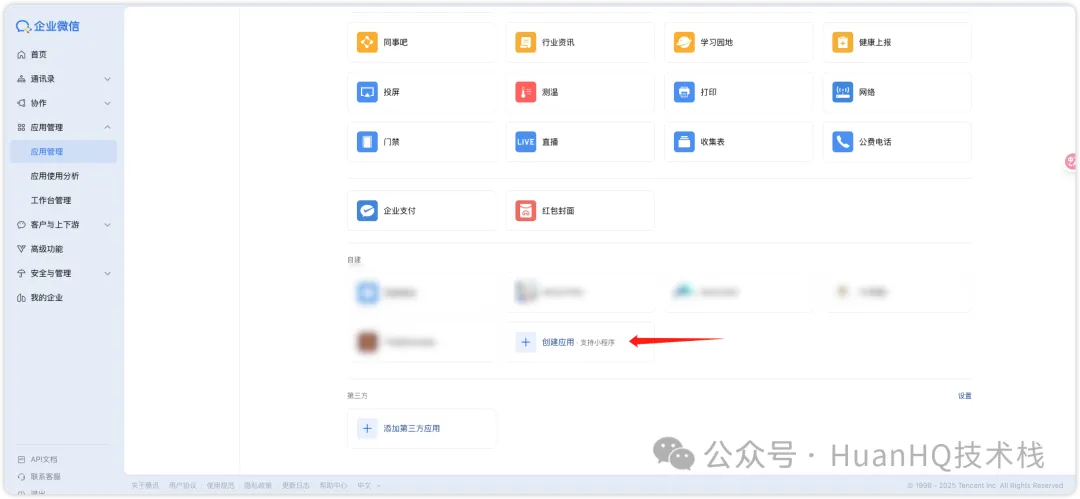 企业微信
首页
通讯录
协作
应用管理
应用管理
应用使用分析
工作台管理
客户与上下游
高级功能
安全与管理
我的企业
API文档
联系客服
退出
同事吧
行业资讯
学习园地
健康上报
投屏
测温
打印
网络
门禁
LIVE 直播
收集表
公费电话
企业支付
红包封面
自建
创建应用 · 支持小程序
第三方
设置
添加第三方应用
公众号 · HuanHQ技术栈
关于腾讯 用户协议 使用规范 隐私政策 更新日志 帮助中心 中文
© 1998 - 2025 Tencent Inc. All Rights Reserved